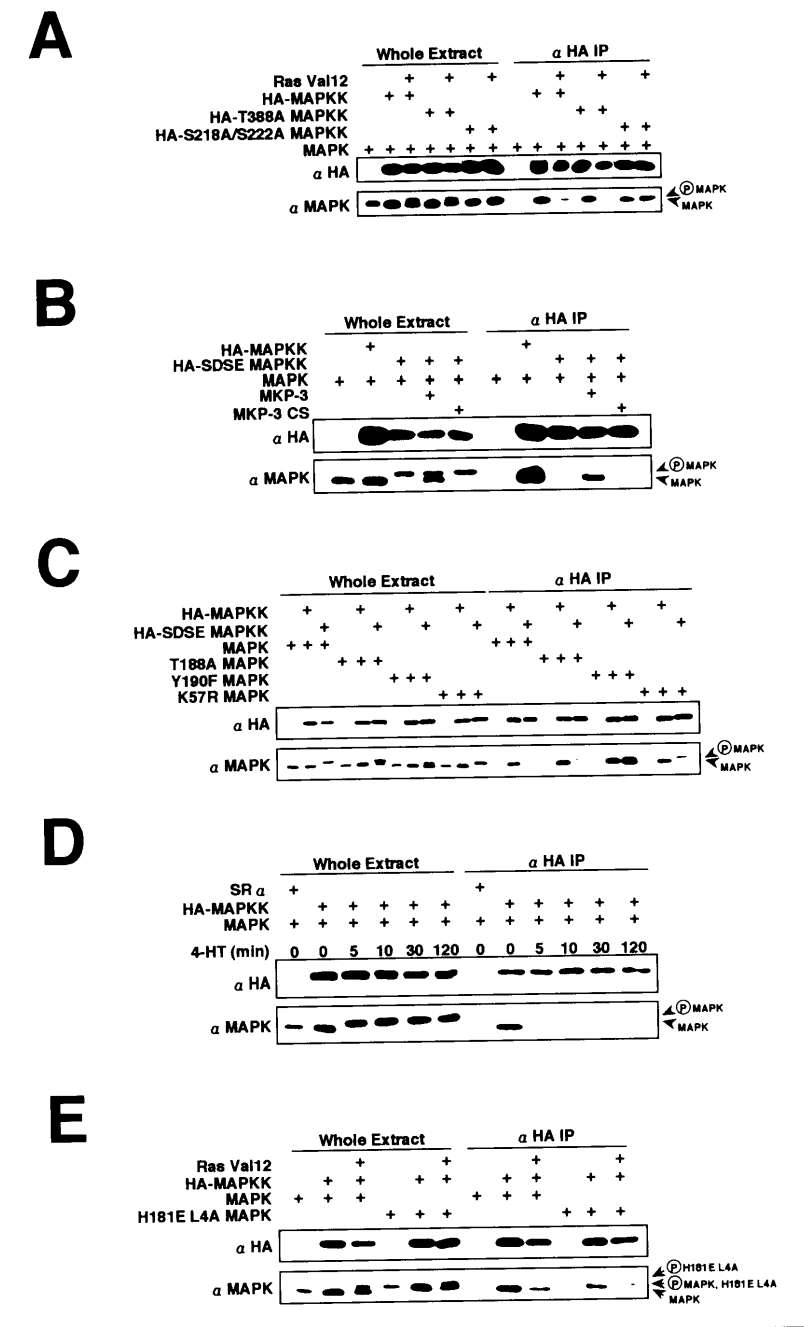 A
Whole Extract α HA IP
Ras Val12 + + + + + +
HA-MAPKK + + + +
HA-T388A MAPKK + + + +
HA-S218A/S222A MAPKK + + + +
MAPK + + + + + + + + + + + + + +
α HA
α MAPK
Ⓟ MAPK
MAPK
B
Whole Extract α HA IP
HA-MAPKK + +
HA-SDSE MAPKK + + + + + +
MAPK + + + + + + + + + +
MKP-3 + +
MKP-3 CS + +
α HA
α MAPK
Ⓟ MAPK
MAPK
C
Whole Extract α HA IP
HA-MAPKK + + + + + + + +
HA-SDSE MAPKK + + + + + + + +
MAPK + + + + + +
T188A MAPK + + + + + +
Y190F MAPK + + + + + +
K57R MAPK + + + + + +
α HA
α MAPK
Ⓟ MAPK
MAPK
D
Whole Extract α HA IP
SR α + +
HA-MAPKK + + + + + + + + + +
MAPK + + + + + + + + + + + +
4-HT (min) 0 0 5 10 30 120 0 0 5 10 30 120
α HA
α MAPK
Ⓟ MAPK
MAPK
E
Whole Extract α HA IP
Ras Val12 + + + +
HA-MAPKK + + + + + + + +
MAPK + + + + + +
H181E L4A MAPK + + + + + +
α HA
α MAPK
Ⓟ H181E L4A
Ⓟ MAPK, H181E L4A
MAPK